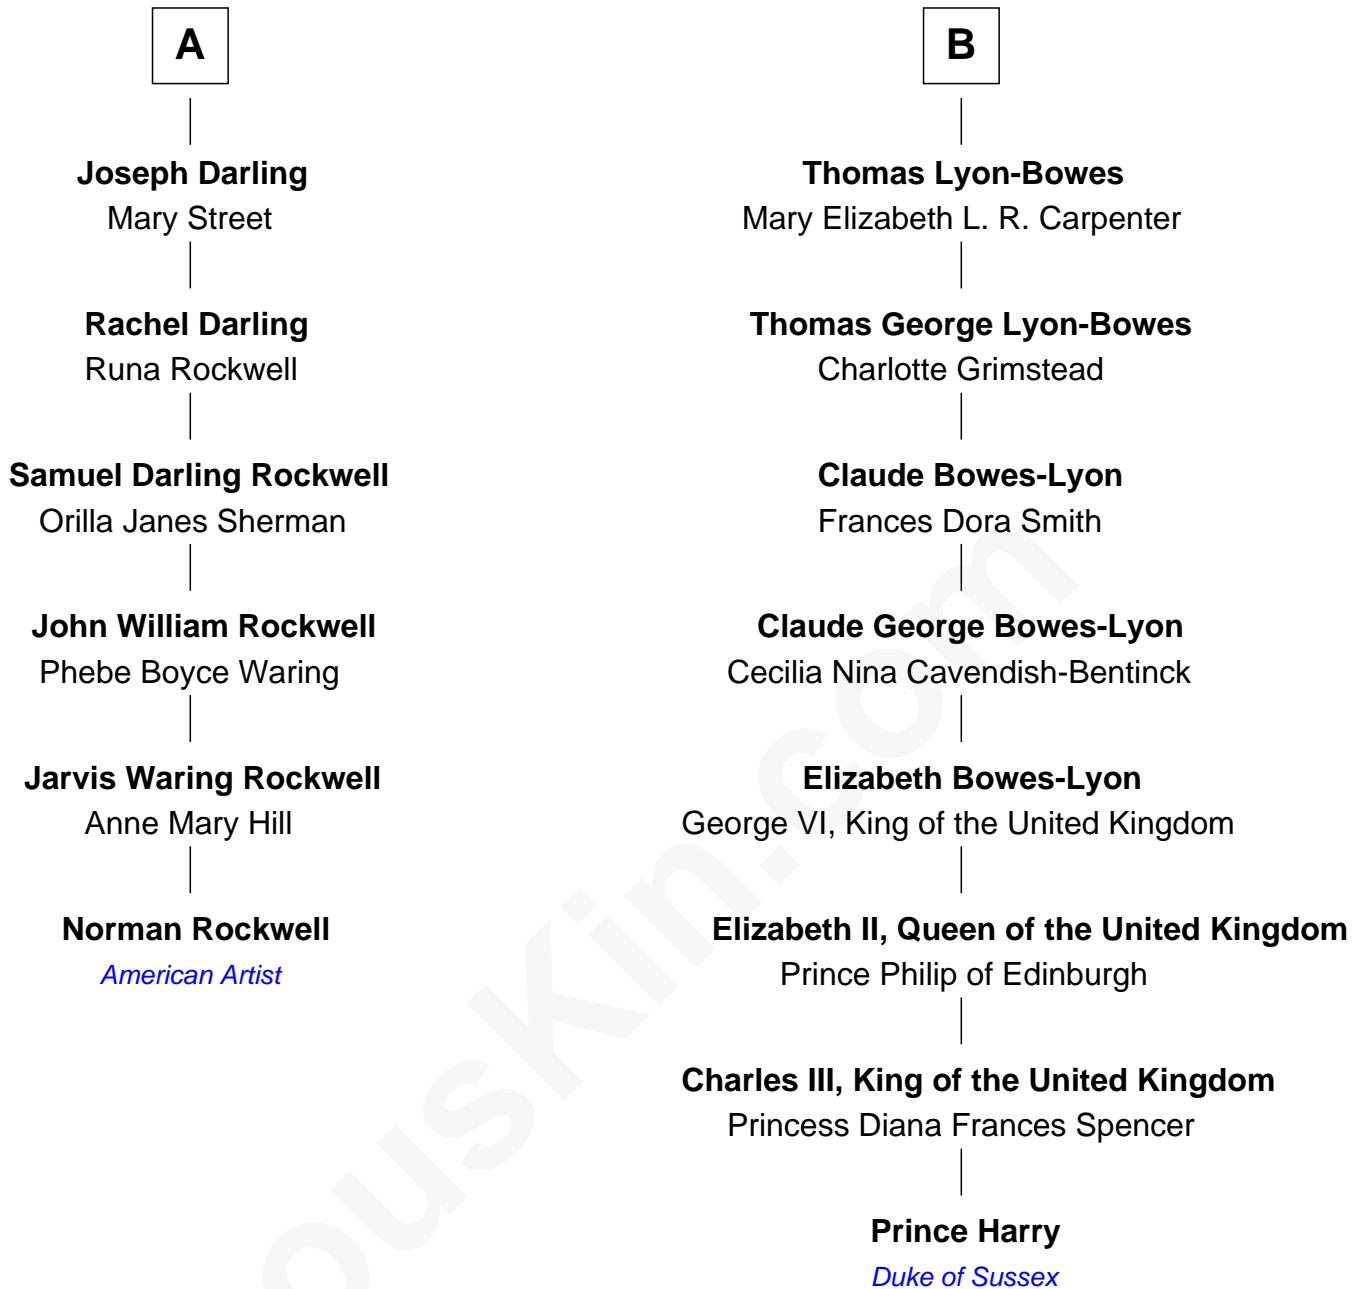 A
Joseph Darling
Mary Street
Rachel Darling
Runa Rockwell
Samuel Darling Rockwell
Orilla Janes Sherman
John William Rockwell
Phebe Boyce Waring
Jarvis Waring Rockwell
Anne Mary Hill
Norman Rockwell
American Artist
B
Thomas Lyon-Bowes
Mary Elizabeth L. R. Carpenter
Thomas George Lyon-Bowes
Charlotte Grimstead
Claude Bowes-Lyon
Frances Dora Smith
Claude George Bowes-Lyon
Cecilia Nina Cavendish-Bentinck
Elizabeth Bowes-Lyon
George VI, King of the United Kingdom
Elizabeth II, Queen of the United Kingdom
Prince Philip of Edinburgh
Charles III, King of the United Kingdom
Princess Diana Frances Spencer
Prince Harry
Duke of Sussex
ousKin.com